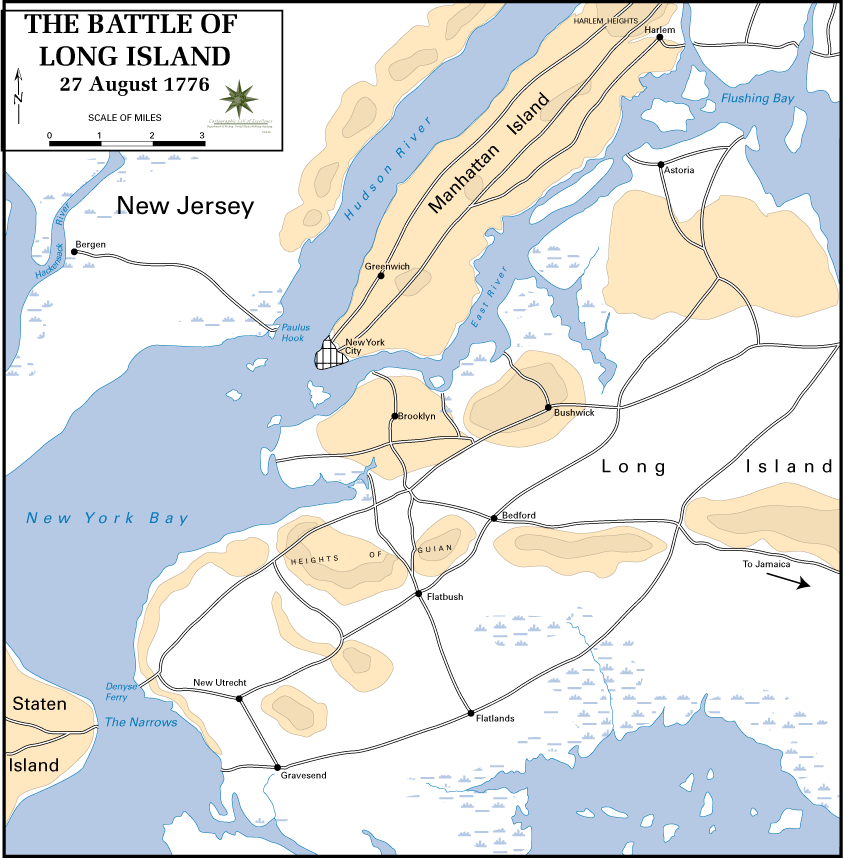 THE BATTLE OF
LONG ISLAND
27 August 1776
N
SCALE OF MILES
0 1 2 3
HARLEM HEIGHTS
Harlem
Flushing Bay
Hudson River
Manhattan Island
Astoria
New Jersey
Hackensack River
Bergen
Greenwich
East River
Paulus
Hook
New York
City
Brooklyn
Bushwick
Long Island
New York Bay
Bedford
HEIGHTS OF GUIAN
To Jamaica
Flatbush
New Utrecht
Denyse
Ferry
Staten
Island
The Narrows
Flatlands
Gravesend